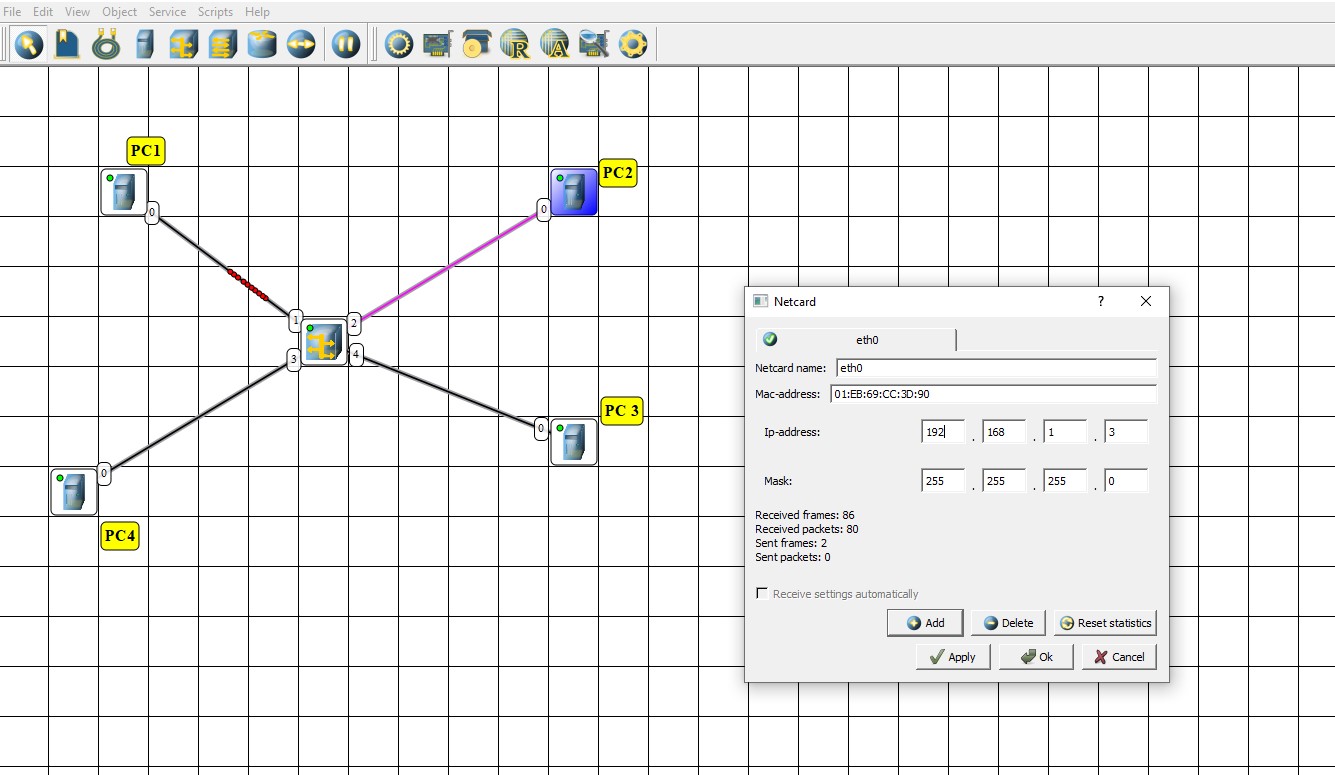 File Edit View Object Service Scripts Help
R A
PC1
PC2
0
0
1 2
3 4
PC 3
0
0
PC4
Netcard ?
eth0
Netcard name: eth0
Mac-address: 01:EB:69:CC:3D:90
Ip-address: 192 . 168 . 1 . 3
Mask: 255 . 255 . 255 . 0
Received frames: 86
Received packets: 80
Sent frames: 2
Sent packets: 0
Receive settings automatically
Add Delete Reset statistics
Apply Ok Cancel